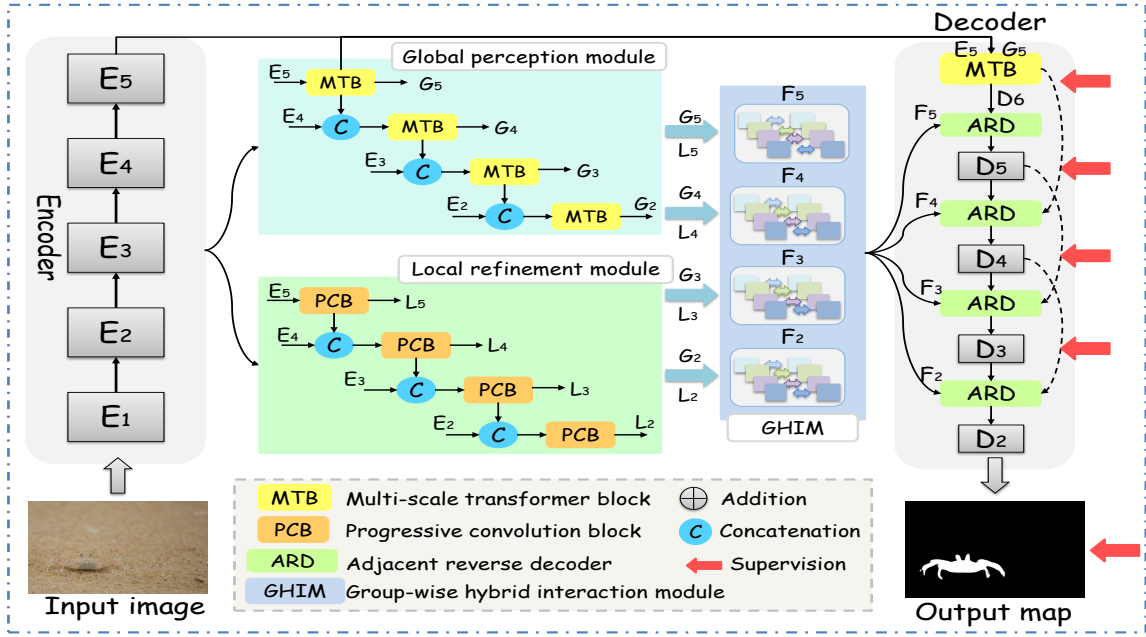 Decoder
Encoder
E5
E4
E3
E2
E1
Input image
Global perception module
E5
MTB
G5
E4
C
MTB
G4
E3
C
MTB
G3
E2
C
MTB
G2
Local refinement module
E5
PCB
L5
E4
C
PCB
L4
E3
C
PCB
L3
E2
C
PCB
L2
G5
L5
G4
L4
G3
L3
G2
L2
F5
F4
F3
F2
GHIM
E5 G5
MTB
D6
F5
ARD
D5
F4
ARD
D4
F3
ARD
D3
F2
ARD
D2
Output map
MTB Multi-scale transformer block
PCB Progressive convolution block
ARD Adjacent reverse decoder
GHIM Group-wise hybrid interaction module
Addition
C Concatenation
Supervision